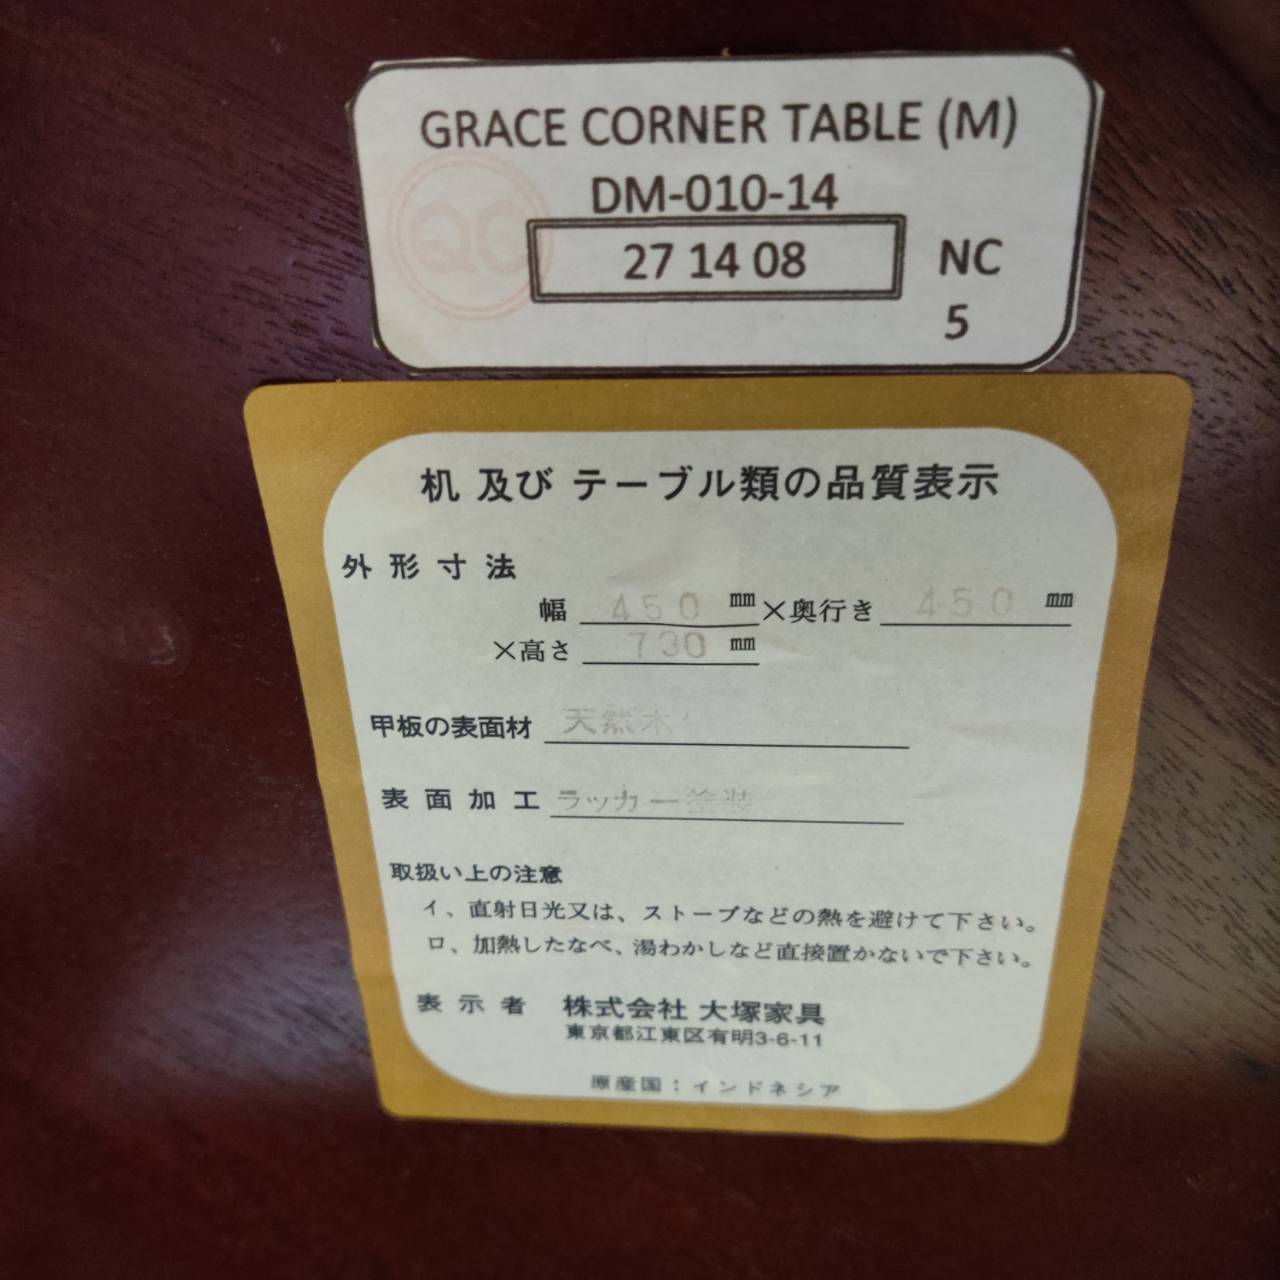 GRACE CORNER TABLE (M)
DM-010-14
QC
27 14 08
NC
5
机 及び テーブル類の品質表示
外形寸法
幅 450 mm ×奥行き 450 mm
×高さ 730 mm
甲板の表面材 天然木
表面加工 ラッカー塗装
取扱い上の注意
イ、直射日光又は、ストーブなどの熱を避けて下さい。
ロ、加熱したなべ、湯わかしなど直接置かないで下さい。
表示者 株式会社 大塚家具
東京都江東区有明3-6-11
原産国：インドネシア